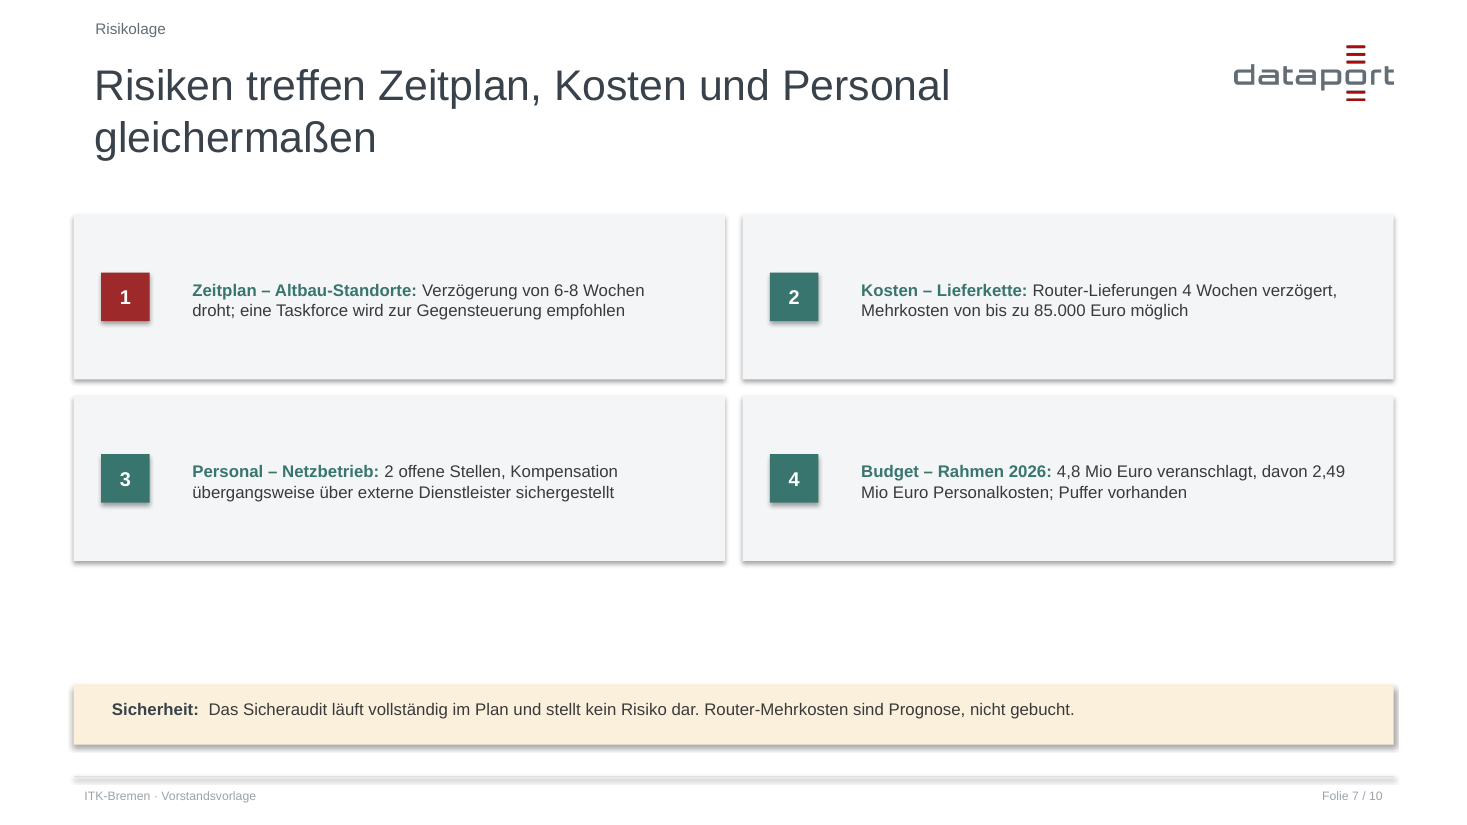 Risikolage
Risiken treffen Zeitplan, Kosten und Personal
gleichermaßen
dataport
1
Zeitplan – Altbau-Standorte: Verzögerung von 6-8 Wochen
droht; eine Taskforce wird zur Gegensteuerung empfohlen
2
Kosten – Lieferkette: Router-Lieferungen 4 Wochen verzögert,
Mehrkosten von bis zu 85.000 Euro möglich
3
Personal – Netzbetrieb: 2 offene Stellen, Kompensation
übergangsweise über externe Dienstleister sichergestellt
4
Budget – Rahmen 2026: 4,8 Mio Euro veranschlagt, davon 2,49
Mio Euro Personalkosten; Puffer vorhanden
Sicherheit: Das Sicheraudit läuft vollständig im Plan und stellt kein Risiko dar. Router-Mehrkosten sind Prognose, nicht gebucht.
ITK-Bremen · Vorstandsvorlage
Folie 7 / 10